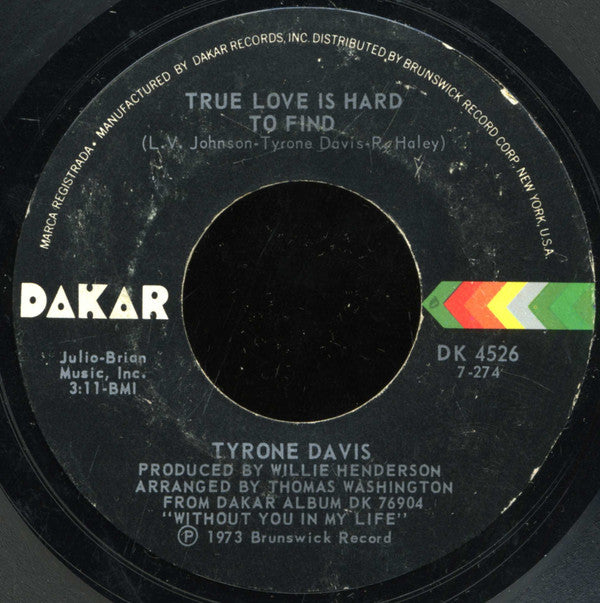 MARCA REGISTRADA • MANUFACTURED BY DAKAR RECORDS, INC. DISTRIBUTED BY BRUNSWICK RECORD CORP. NEW YORK, U.S.A.
TRUE LOVE IS HARD
TO FIND
(L. V. Johnson-Tyrone Davis-R. Haley)
DAKAR
Julio-Brian
Music, Inc.
3:11-BMI
DK 4526
7-274
TYRONE DAVIS
PRODUCED BY WILLIE HENDERSON
ARRANGED BY THOMAS WASHINGTON
FROM DAKAR ALBUM DK 76904
"WITHOUT YOU IN MY LIFE"
Ⓟ 1973 Brunswick Record